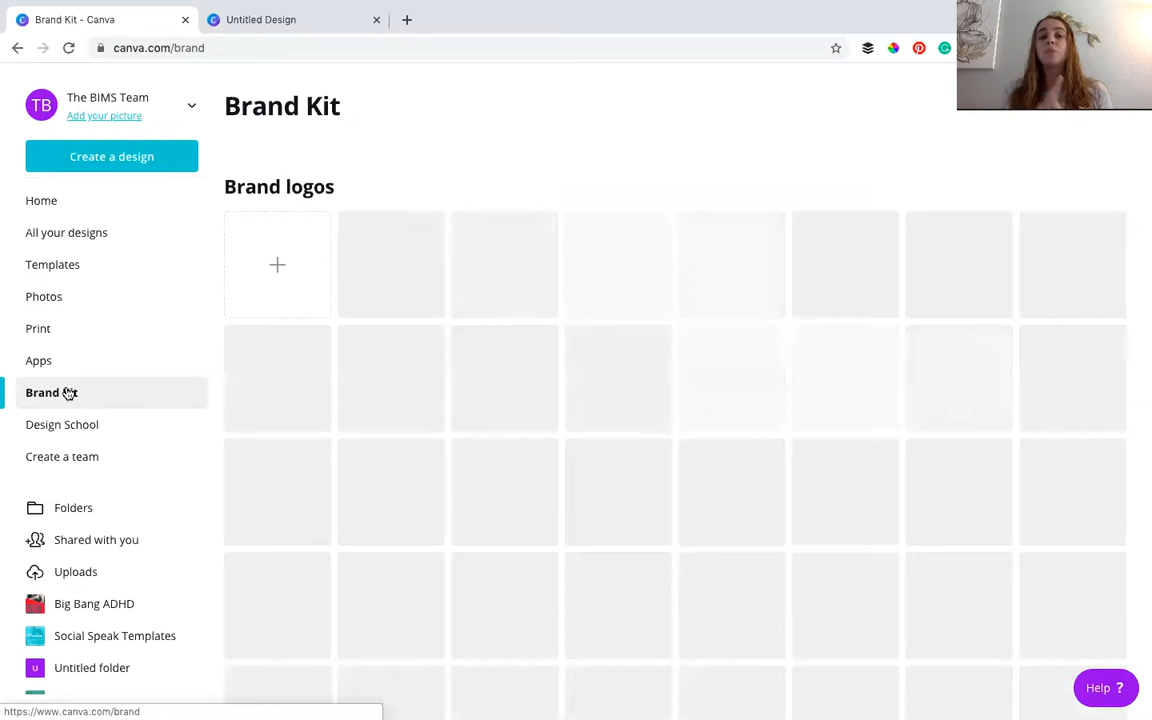 Brand Kit - Canva
Untitled Design
canva.com/brand
TB
The BIMS Team
Add your picture
Create a design
Home
All your designs
Templates
Photos
Print
Apps
Brand Kit
Design School
Create a team
Folders
Shared with you
Uploads
Big Bang ADHD
Social Speak Templates
U
Untitled folder
Brand Kit
Brand logos
Help ?
https://www.canva.com/brand